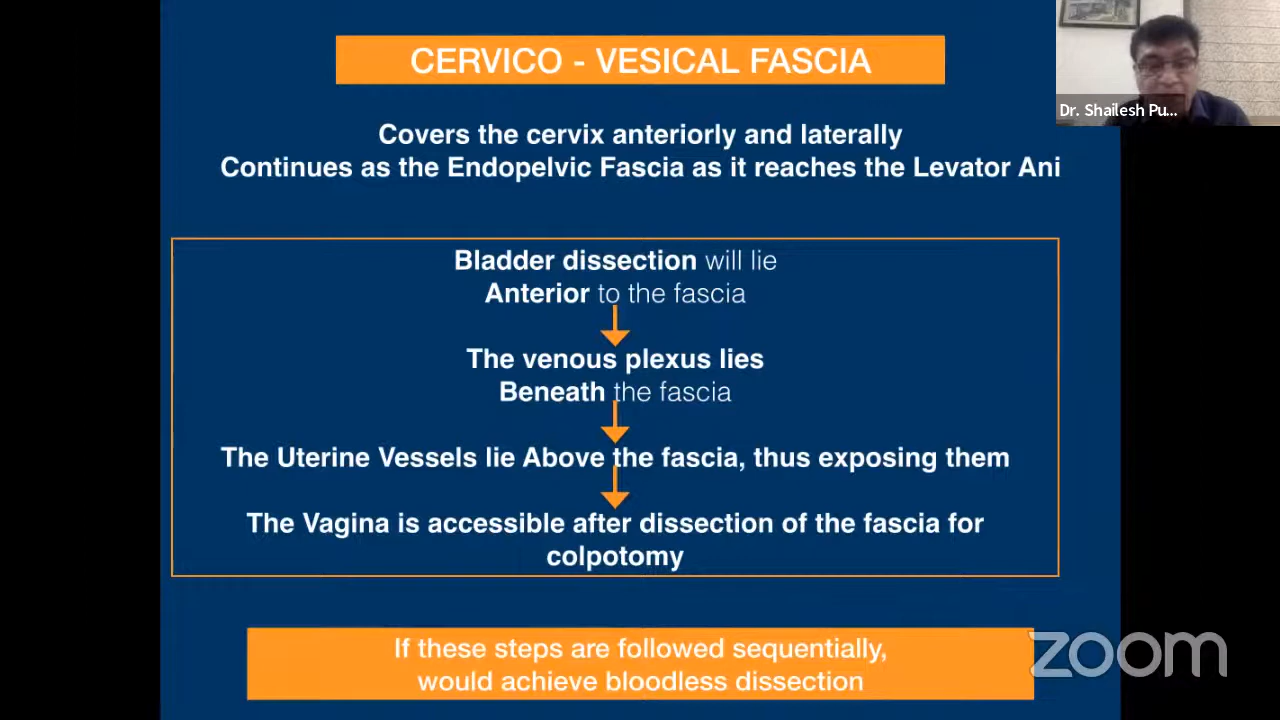 CERVICO - VESICAL FASCIA
Dr. Shailesh Pu...
Covers the cervix anteriorly and laterally
Continues as the Endopelvic Fascia as it reaches the Levator Ani
Bladder dissection will lie
Anterior to the fascia
The venous plexus lies
Beneath the fascia
The Uterine Vessels lie Above the fascia, thus exposing them
The Vagina is accessible after dissection of the fascia for
colpotomy
If these steps are followed sequentially,
would achieve bloodless dissection
zoom